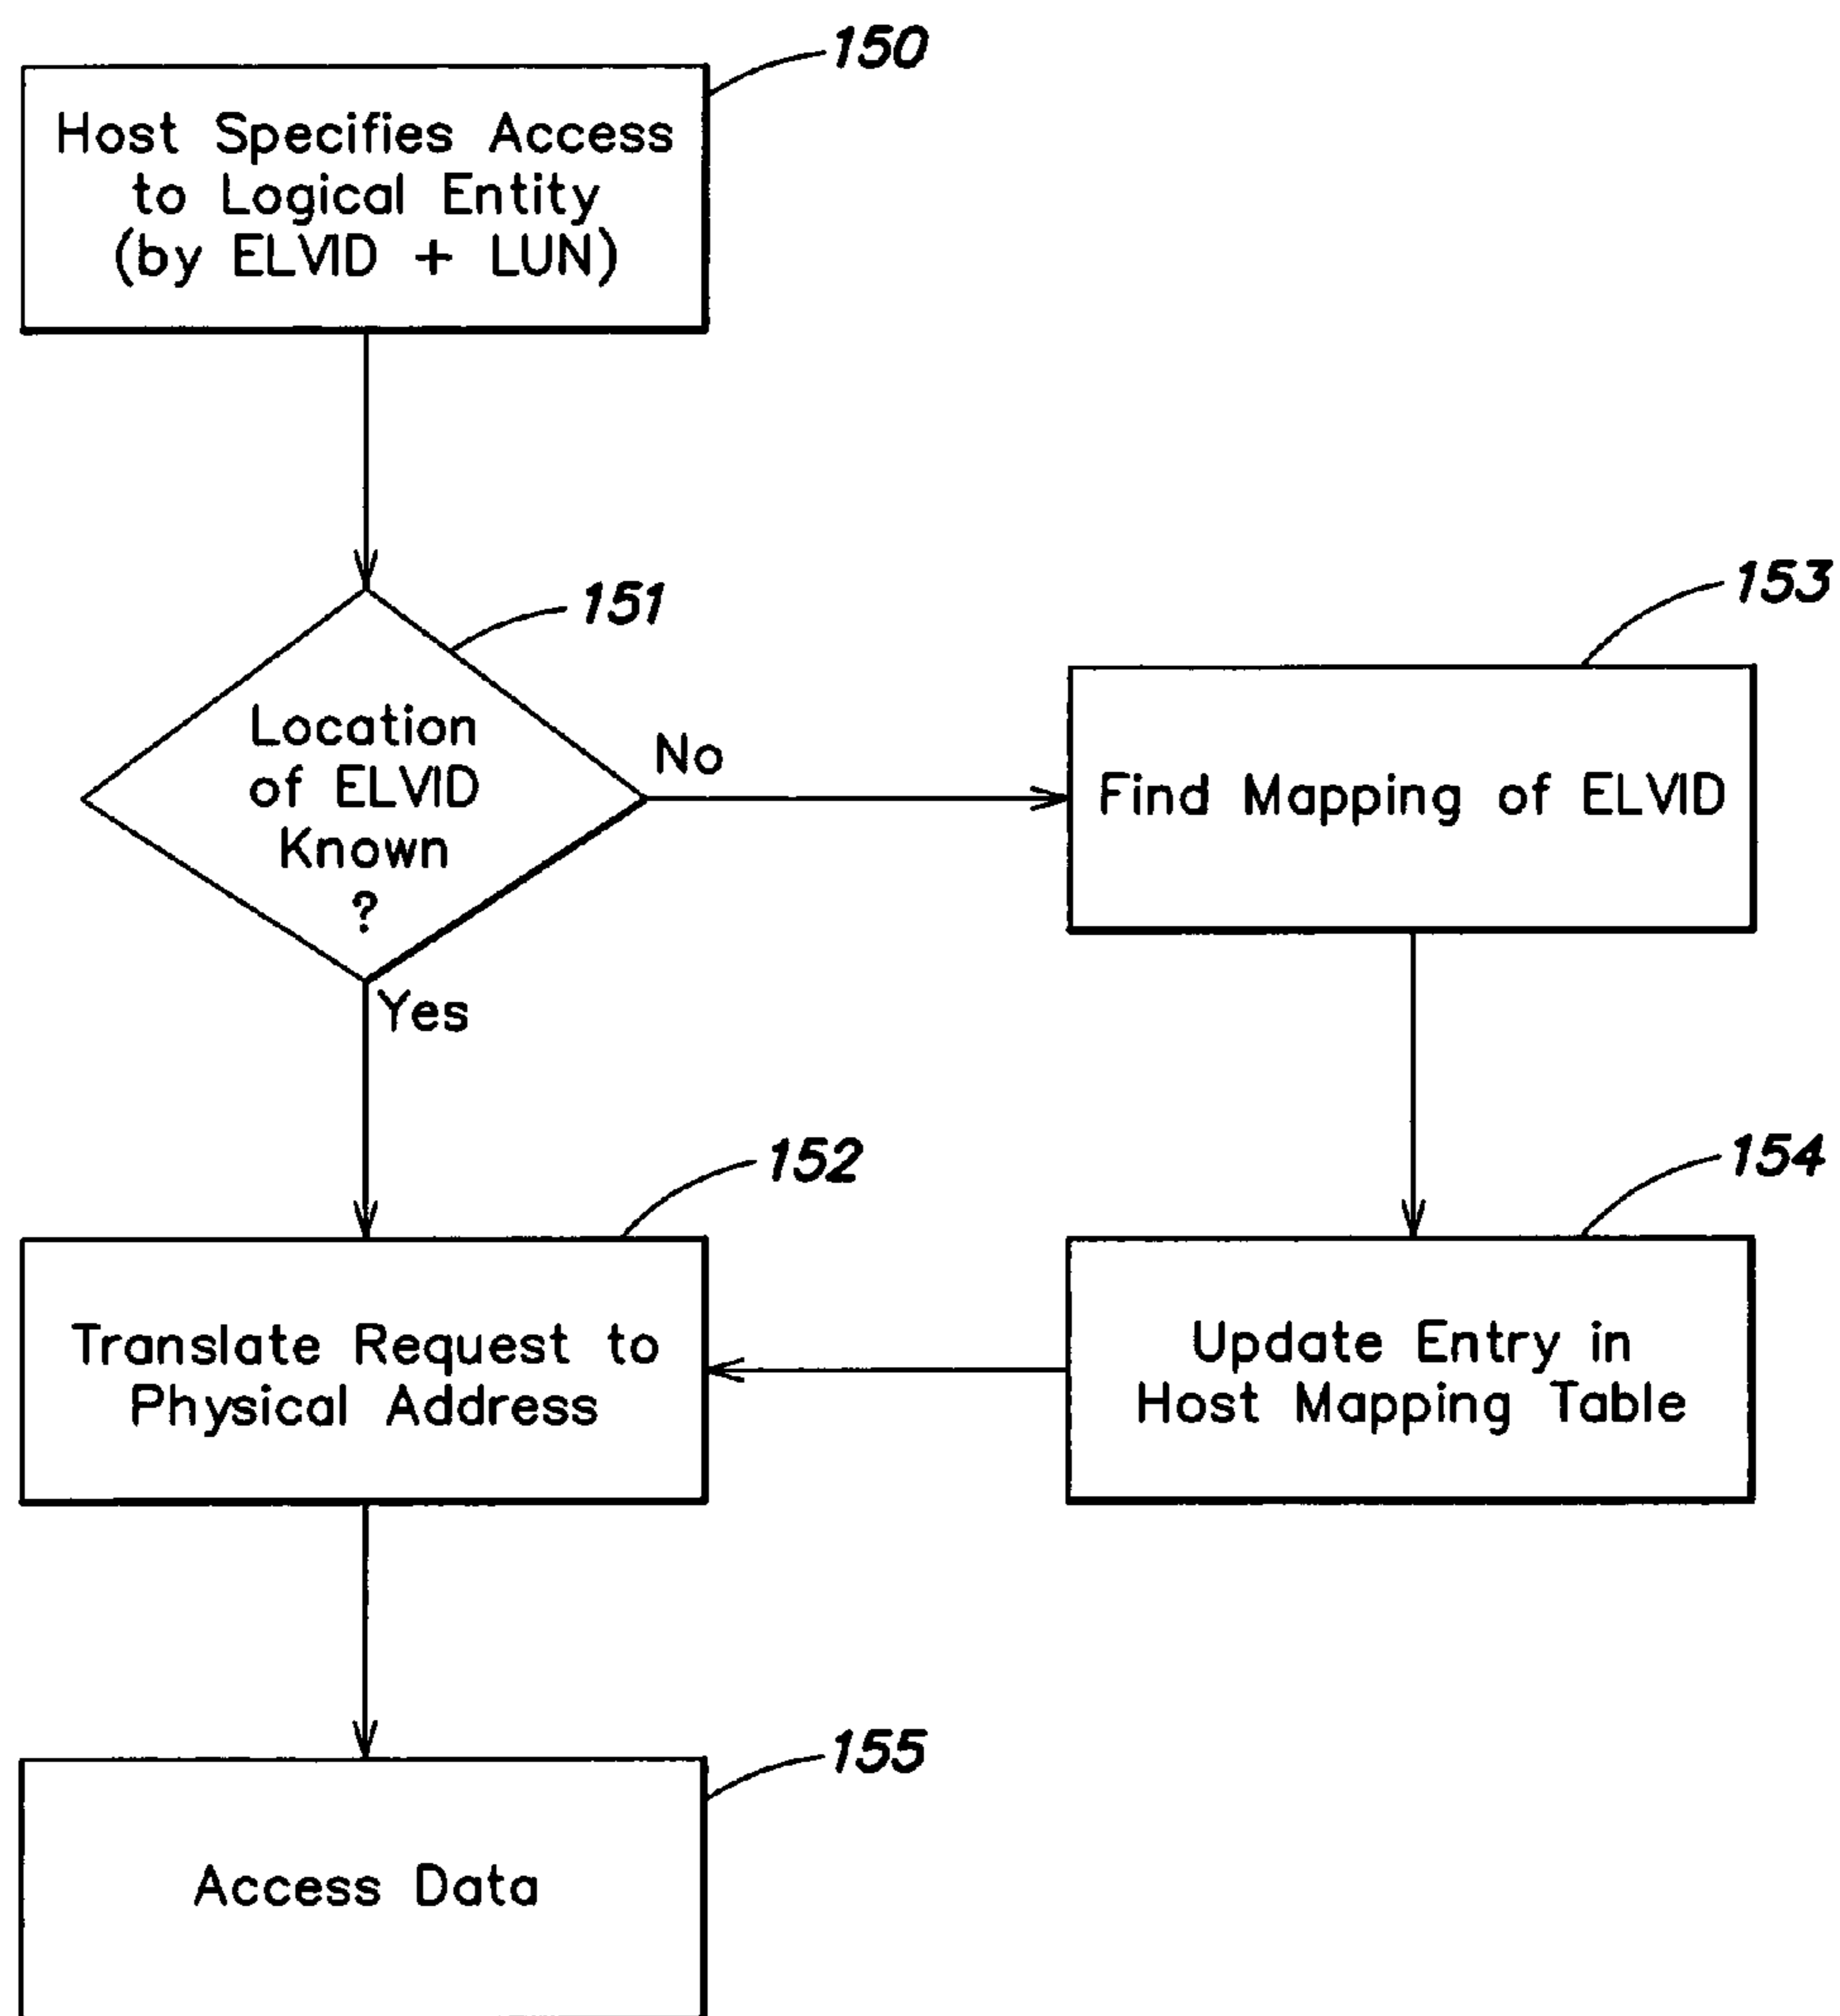 150
Host Specifies Access
to Logical Entity
(by ELVID + LUN)
151
Location
of ELVID
Known
?
No
Yes
153
Find Mapping of ELVID
152
Translate Request to
Physical Address
154
Update Entry in
Host Mapping Table
155
Access Data